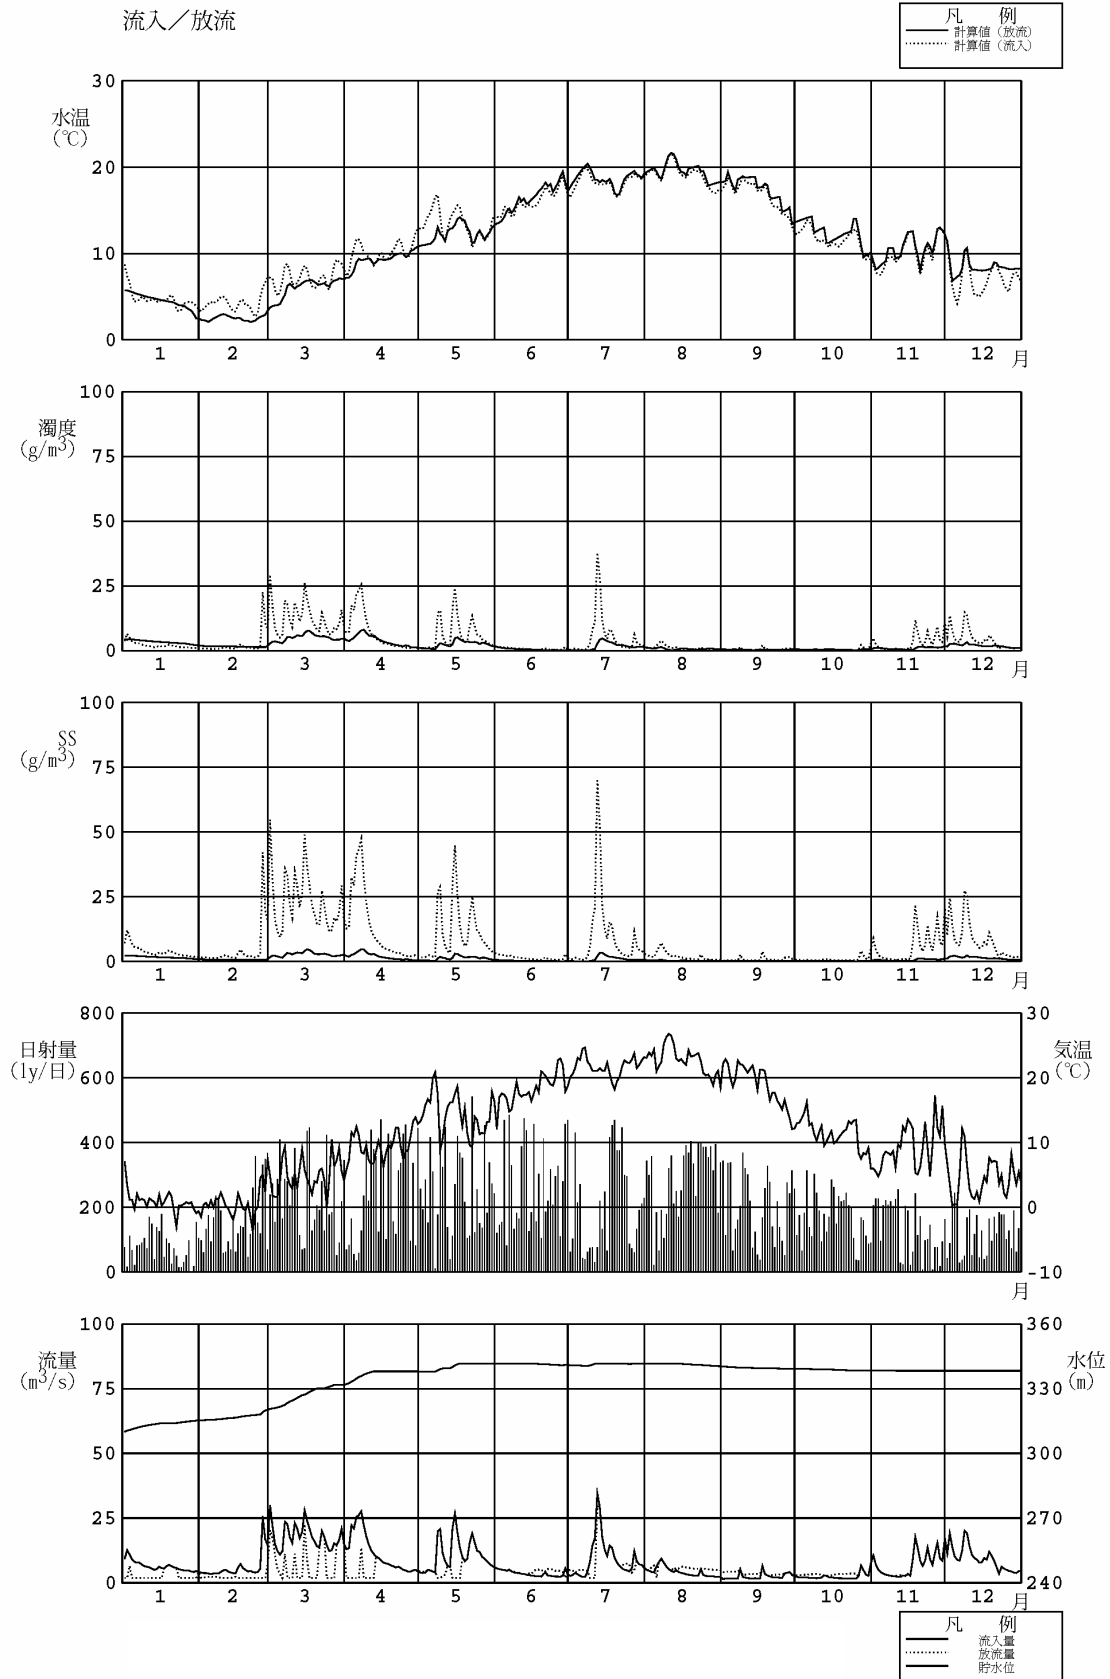 流入／放流
凡 例
計算値（放流）
計算値（流入）
水温
（℃）
30
20
10
0
1 2 3 4 5 6 7 8 9 10 11 12 月
濁度
（g/m3）
100
75
50
25
0
1 2 3 4 5 6 7 8 9 10 11 12 月
SS
（g/m3）
100
75
50
25
0
1 2 3 4 5 6 7 8 9 10 11 12 月
日射量
（ly/日）
800
600
400
200
0
気温
（℃）
30
20
10
0
-10
月
流量
（m3/s）
100
75
50
25
0
水位
（m）
360
330
300
270
240
1 2 3 4 5 6 7 8 9 10 11 12 月
凡 例
流入量
放流量
貯水位